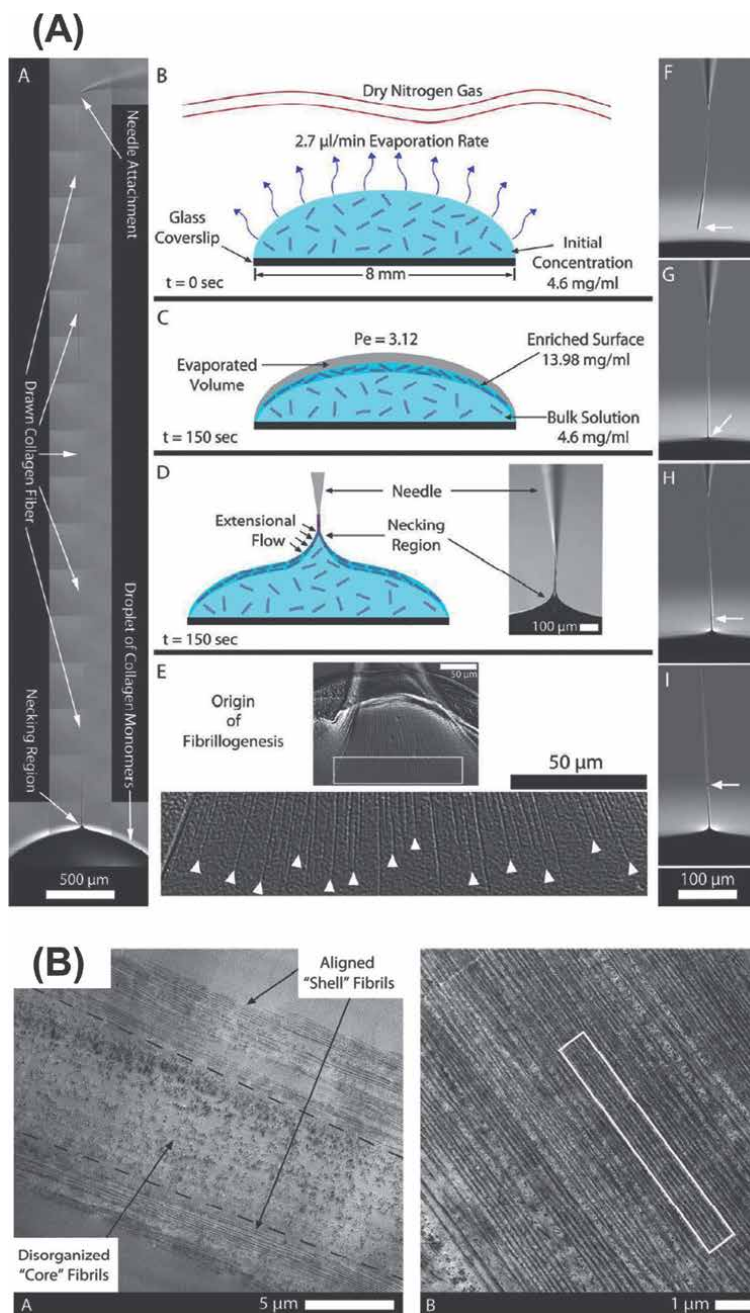 (A)
A
Needle Attachment
Drawn Collagen Fiber
Droplet of Collagen Monomers
Necking Region
500 µm
B
Dry Nitrogen Gas
2.7 µl/min Evaporation Rate
Glass
Coverslip
Initial
Concentration
4.6 mg/ml
8 mm
t = 0 sec
C
Pe = 3.12
Evaporated
Volume
Enriched Surface
13.98 mg/ml
Bulk Solution
4.6 mg/ml
t = 150 sec
D
Needle
Extensional
Flow
Necking
Region
100 µm
t = 150 sec
E
50 µm
Origin
of
Fibrillogenesis
50 µm
F
G
H
I
100 µm
(B)
Aligned
"Shell" Fibrils
Disorganized
"Core" Fibrils
A
5 µm
B
1 µm